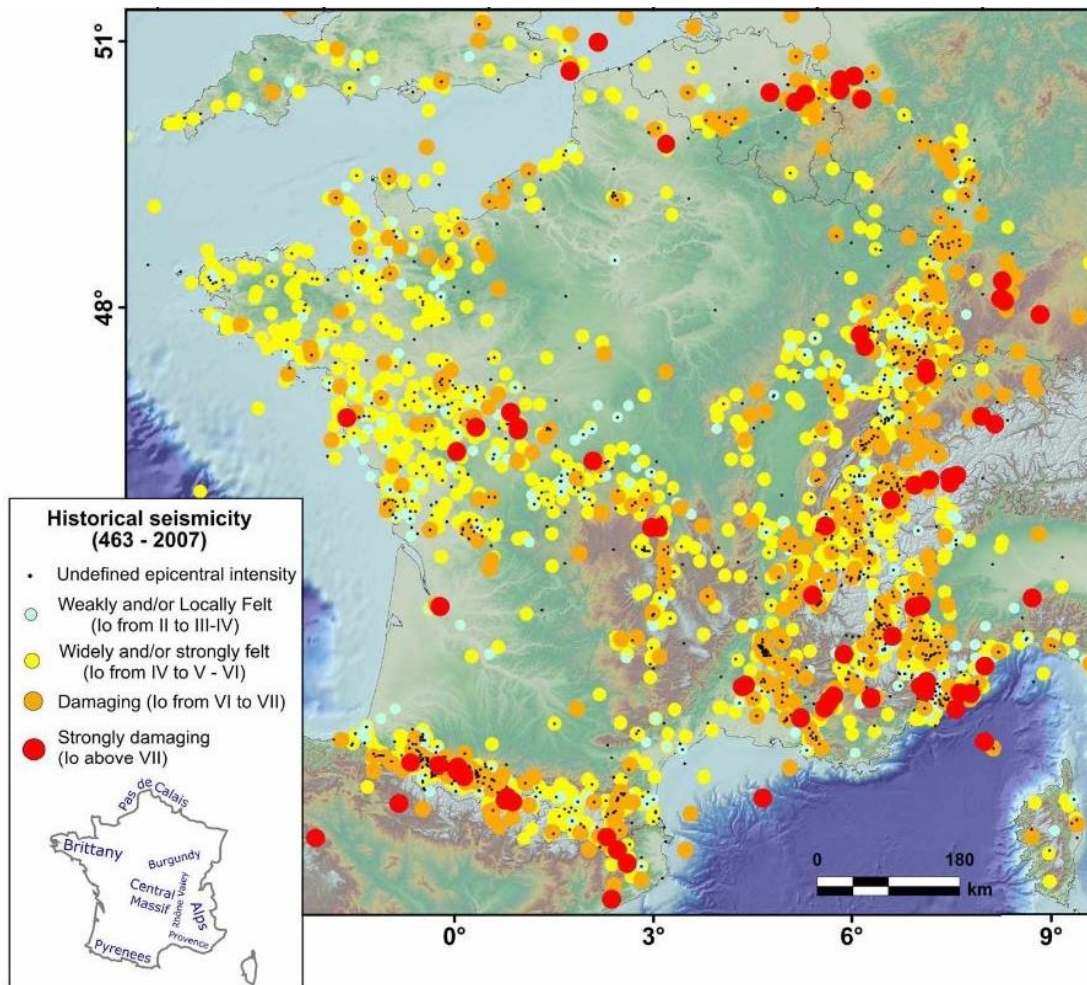 51°
48°
Historical seismicity
(463 - 2007)
Undefined epicentral intensity
Weakly and/or Locally Felt
(Io from II to III-IV)
Widely and/or strongly felt
(Io from IV to V - VI)
Damaging (Io from VI to VII)
Strongly damaging
(Io above VII)
Pas de Calais
Brittany
Burgundy
Central
Massif
Rhône Valey
Alps
Provence
Pyrenees
0
180
km
0°
3°
6°
9°